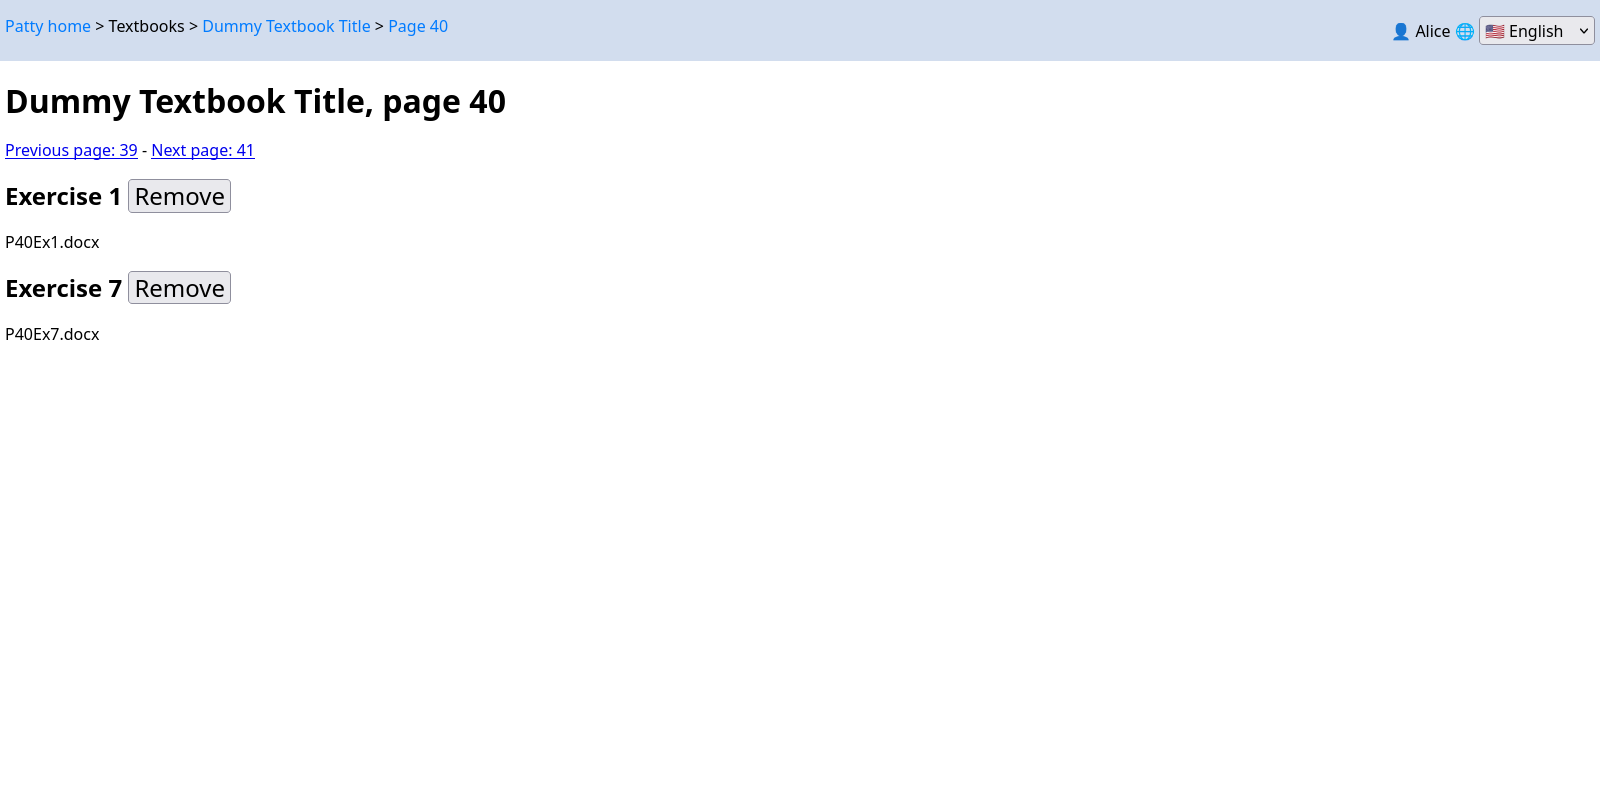 Patty home > Textbooks > Dummy Textbook Title > Page 40
Alice English
Dummy Textbook Title, page 40
Previous page: 39 - Next page: 41
Exercise 1 Remove
P40Ex1.docx
Exercise 7 Remove
P40Ex7.docx